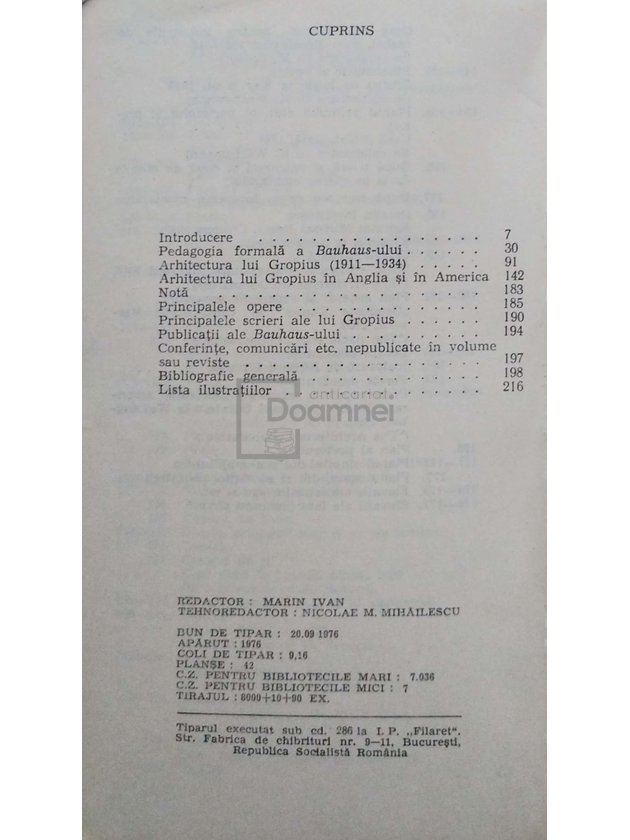 CUPRINS
Introducere . . . . . . . . . . . . . . . . . 7
Pedagogia formală a Bauhaus-ului . . . . . . 30
Arhitectura lui Gropius (1911—1934) . . . . . 91
Arhitectura lui Gropius în Anglia și în America 142
Notă . . . . . . . . . . . . . . . . . . . 183
Principalele opere . . . . . . . . . . . . . 185
Principalele scrieri ale lui Gropius . . . . . . 190
Publicații ale Bauhaus-ului . . . . . . . . . . 194
Conferințe, comunicări etc. nepublicate în volume
sau reviste . . . . . . . . . . . . . . . . . 197
Bibliografie generală . . . . . . . . . . . . 198
Lista ilustrațiilor . . . . . . . . . . . . . . 216
anticariat
Doamnei
REDACTOR : MARIN IVAN
TEHNOREDACTOR : NICOLAE M. MIHĂILESCU
BUN DE TIPAR : 20.09 1976
APĂRUT : 1976
COLI DE TIPAR : 9,16
PLANȘE : 42
C.Z. PENTRU BIBLIOTECILE MARI : 7.036
C.Z. PENTRU BIBLIOTECILE MICI : 7
TIRAJUL : 8000+10+90 EX.
Tiparul executat sub cd. 286 la I. P. „Filaret".
Str. Fabrica de chibrituri nr. 9—11, București,
Republica Socialistă România